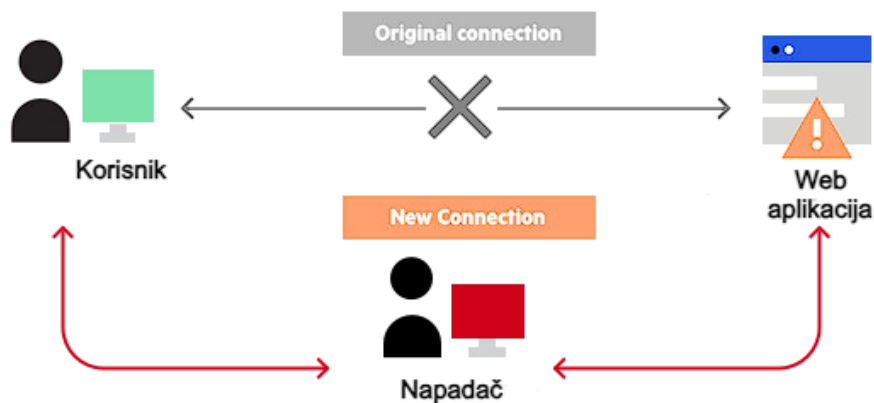 Original connection
Korisnik
Web
aplikacija
New Connection
Napadač